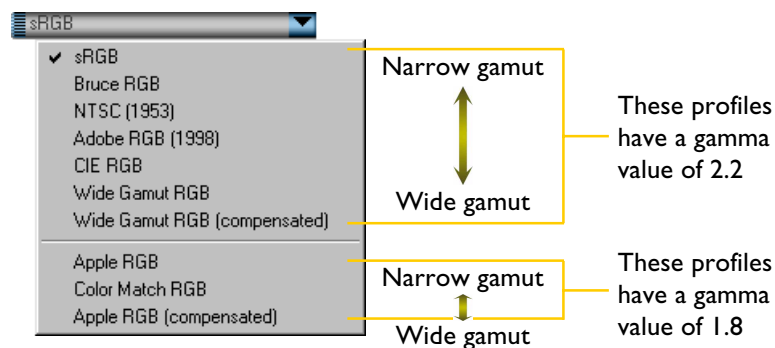 sRGB
✔ sRGB
Bruce RGB
NTSC (1953)
Adobe RGB (1998)
CIE RGB
Wide Gamut RGB
Wide Gamut RGB (compensated)
Apple RGB
Color Match RGB
Apple RGB (compensated)
Narrow gamut
Wide gamut
These profiles
have a gamma
value of 2.2
Narrow gamut
Wide gamut
These profiles
have a gamma
value of 1.8